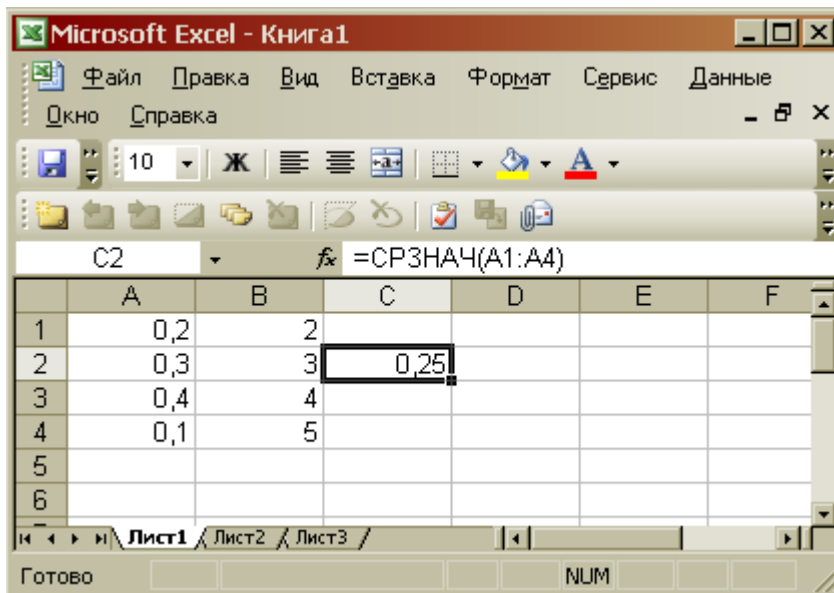 Microsoft Excel - Книга1
Файл Правка Вид Вставка Формат Сервис Данные
Окно Справка
10 Ж a А
C2 fx =СРЗНАЧ(A1:A4)
A B C D E F
1 0,2 2
2 0,3 3 0,25
3 0,4 4
4 0,1 5
5
6
Лист1 Лист2 Лист3
Готово NUM